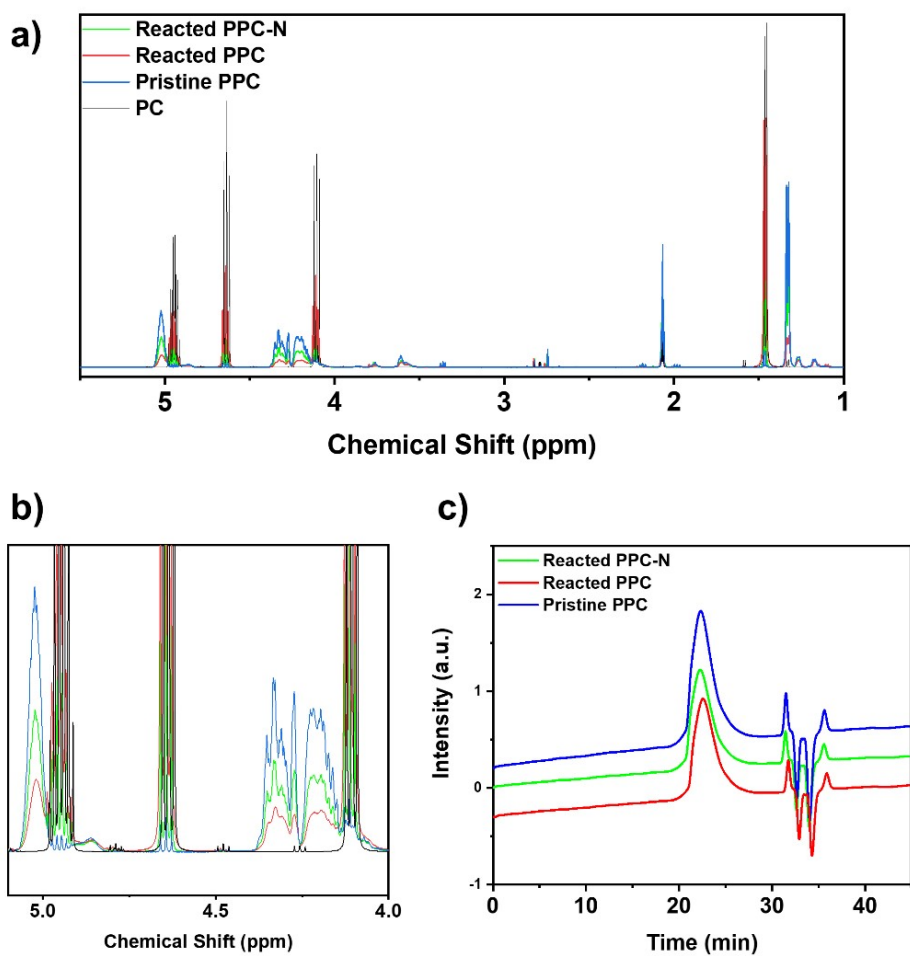 a)
Reacted PPC-N
Reacted PPC
Pristine PPC
PC
5 4 3 2 1
Chemical Shift (ppm)
b)
5.0 4.5 4.0
Chemical Shift (ppm)
c)
Reacted PPC-N
Reacted PPC
Pristine PPC
2
1
0
-1
Intensity (a.u.)
0 10 20 30 40
Time (min)